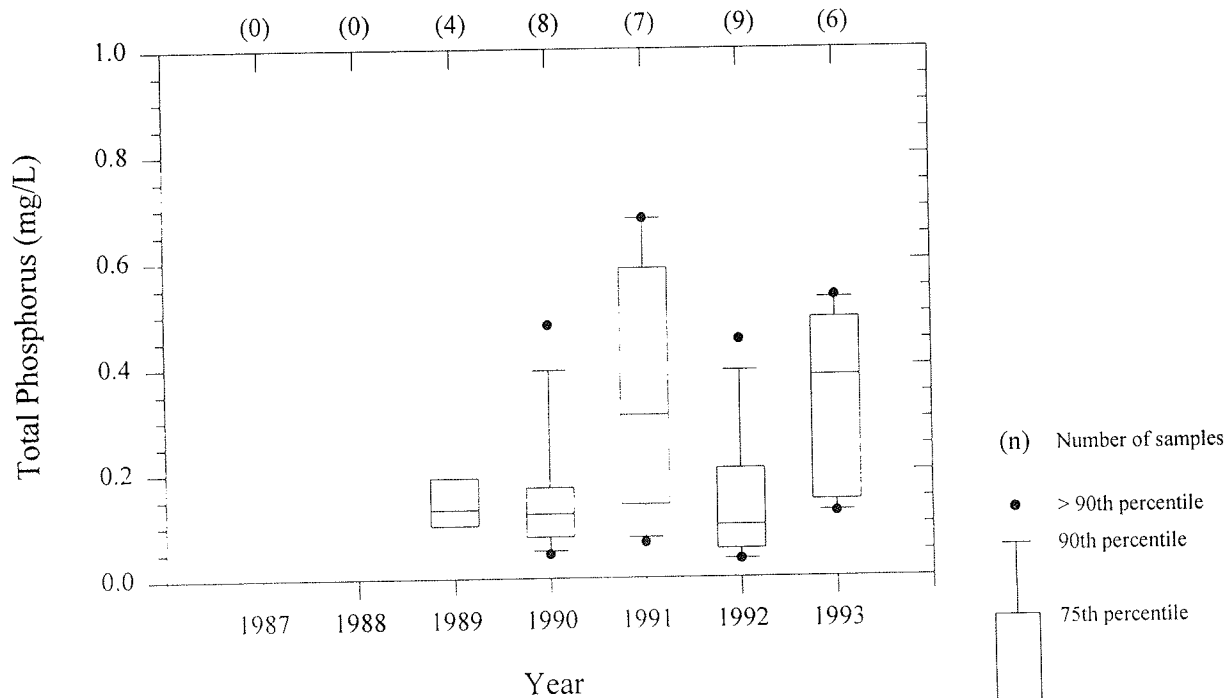 (0) (0) (4) (8) (7) (9) (6)
1.0
0.8
0.6
0.4
0.2
0.0
Total Phosphorus (mg/L)
1987 1988 1989 1990 1991 1992 1993
Year
(n) Number of samples
> 90th percentile
90th percentile
75th percentile